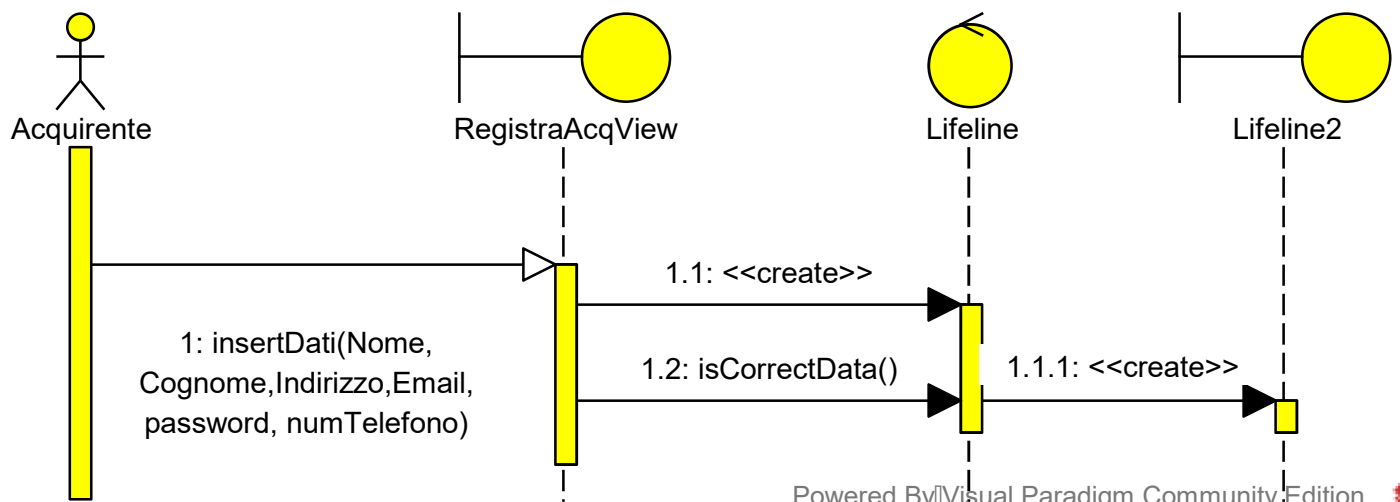 Acquirente
RegistraAcqView
Lifeline
Lifeline2
1.1: <<create>>
1: insertDati(Nome,
Cognome,Indirizzo,Email,
password, numTelefono)
1.2: isCorrectData()
1.1.1: <<create>>
Powered By Visual Paradigm Community Edition